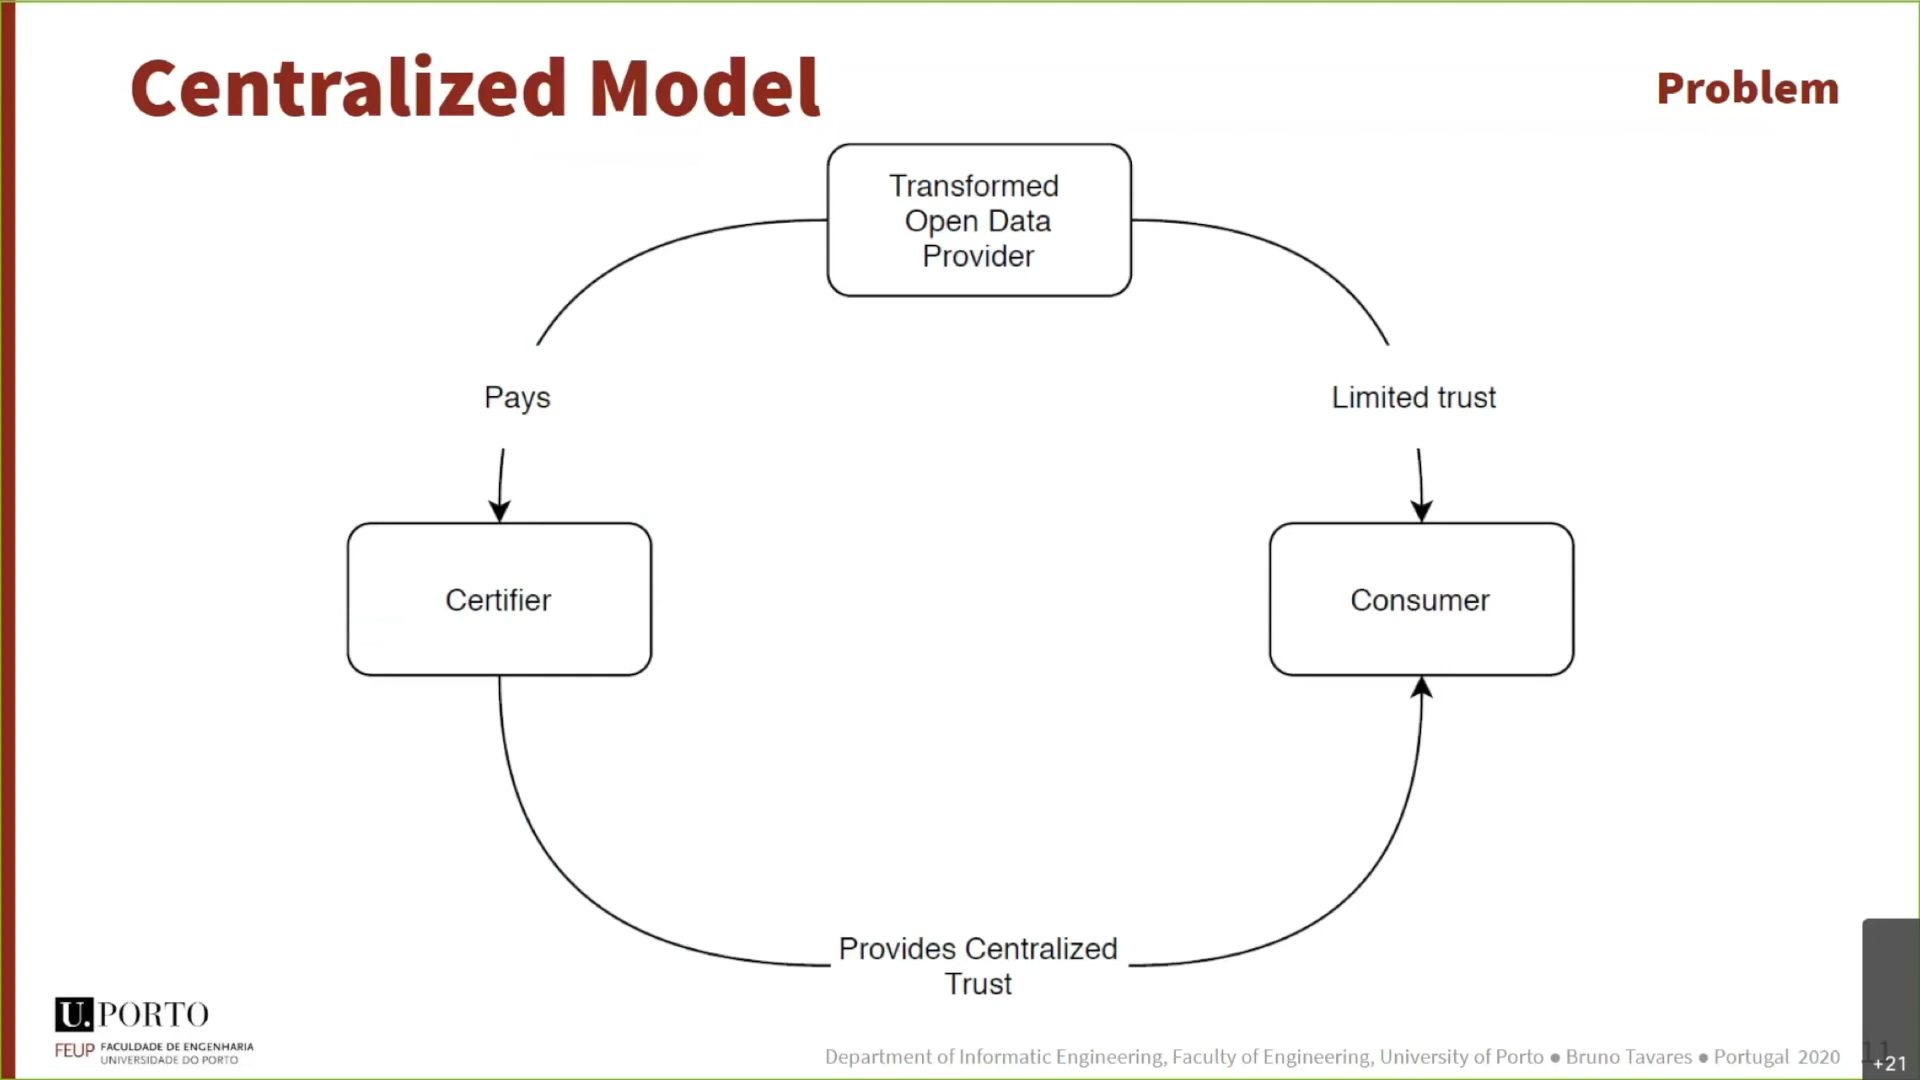 Centralized Model
Problem
Transformed
Open Data
Provider
Pays
Limited trust
Certifier
Consumer
Provides Centralized
Trust
U.PORTO
FEUP FACULDADE DE ENGENHARIA
UNIVERSIDADE DO PORTO
Department of Informatic Engineering, Faculty of Engineering, University of Porto ● Bruno Tavares ● Portugal 2020
11
+21